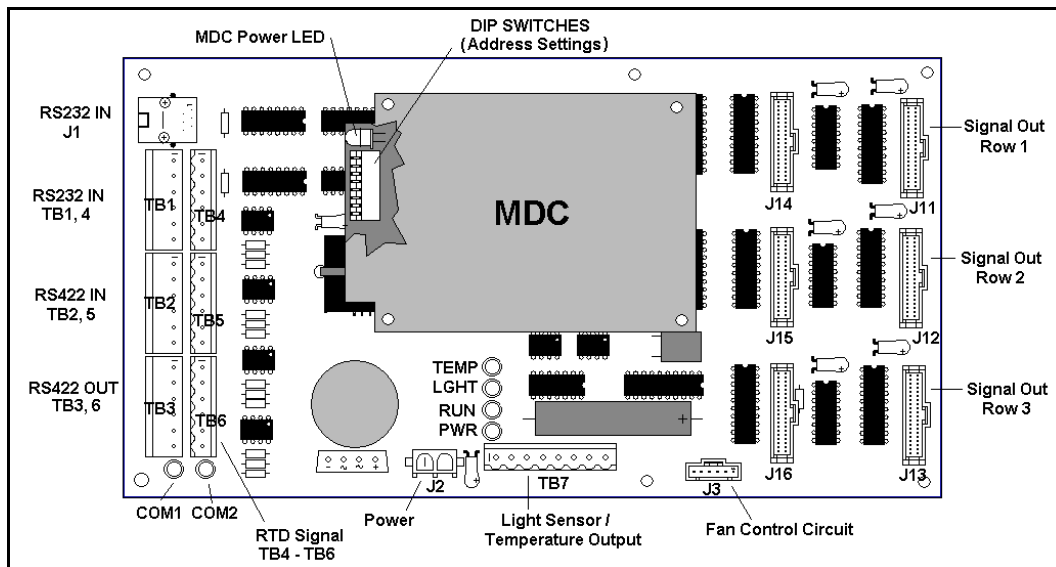 MDC Power LED
DIP SWITCHES
(Address Settings)
RS232 IN
J1
RS232 IN
TB1, 4
RS422 IN
TB2, 5
RS422 OUT
TB3, 6
TB1
TB4
TB2
TB5
TB3
TB6
COM1
COM2
RTD Signal
TB4 - TB6
MDC
TEMP
LGHT
RUN
PWR
- ~ ~ +
J2
Power
TB7
Light Sensor /
Temperature Output
J3
Fan Control Circuit
J14
J11
Signal Out
Row 1
J15
J12
Signal Out
Row 2
J16
J13
Signal Out
Row 3